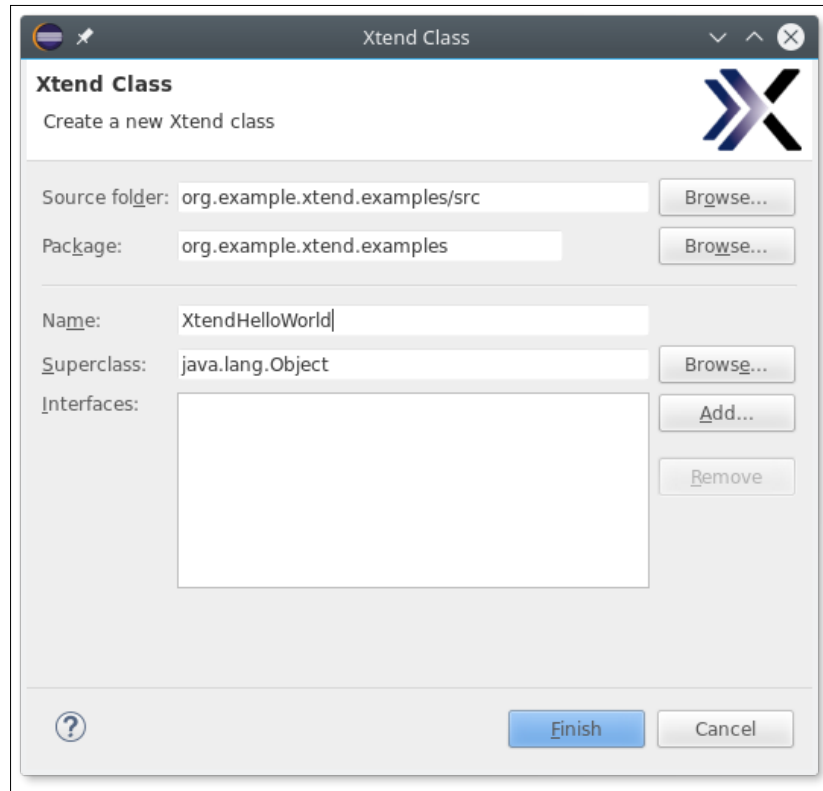 Xtend Class
Xtend Class
Create a new Xtend class
Source folder: org.example.xtend.examples/src Browse...
Package: org.example.xtend.examples Browse...
Name: XtendHelloWorld
Superclass: java.lang.Object Browse...
Interfaces: Add...
Remove
? Finish Cancel